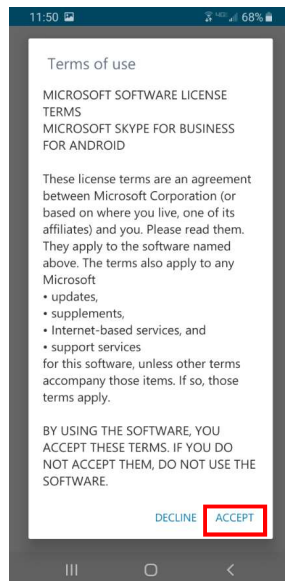 11:50 68%
Terms of use
MICROSOFT SOFTWARE LICENSE
TERMS
MICROSOFT SKYPE FOR BUSINESS
FOR ANDROID
These license terms are an agreement
between Microsoft Corporation (or
based on where you live, one of its
affiliates) and you. Please read them.
They apply to the software named
above. The terms also apply to any
Microsoft
• updates,
• supplements,
• Internet-based services, and
• support services
for this software, unless other terms
accompany those items. If so, those
terms apply.
BY USING THE SOFTWARE, YOU
ACCEPT THESE TERMS. IF YOU DO
NOT ACCEPT THEM, DO NOT USE THE
SOFTWARE.
DECLINE ACCEPT